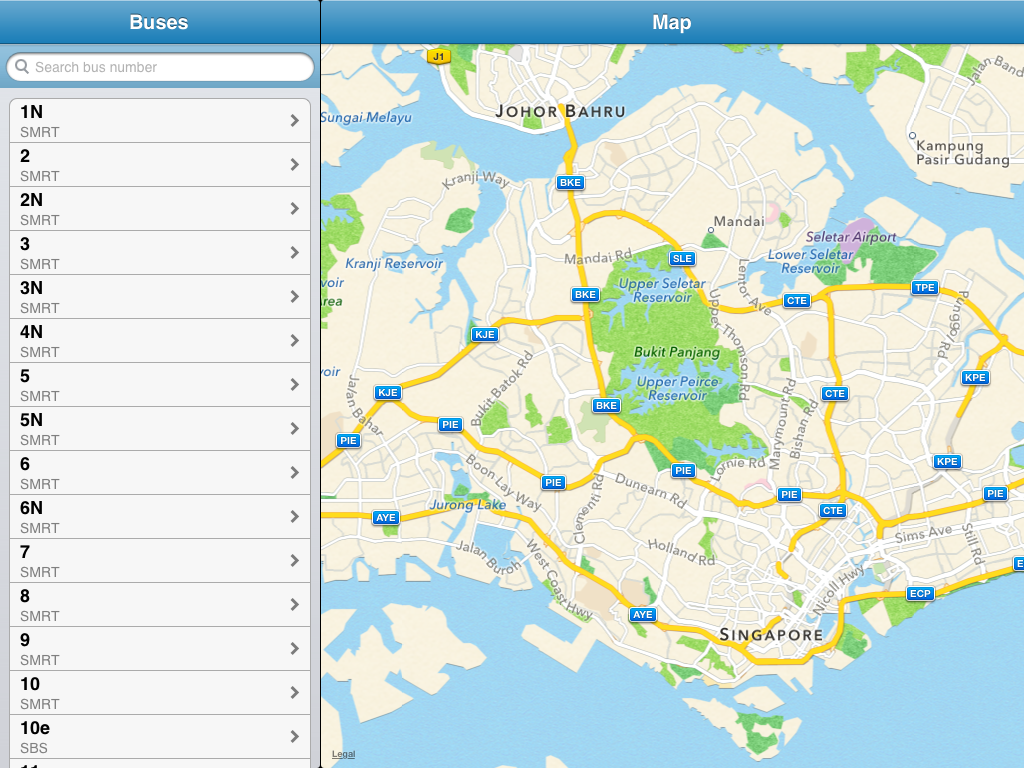 Buses
Map
Search bus number
1N
SMRT
2
SMRT
2N
SMRT
3
SMRT
3N
SMRT
4N
SMRT
5
SMRT
5N
SMRT
6
SMRT
6N
SMRT
7
SMRT
8
SMRT
9
SMRT
10
SMRT
10e
SBS
J1
Jalan Band
Sungai Melayu
JOHOR BAHRU
Kampung
Pasir Gudang
Kranji Way
BKE
Mandai
Seletar Airport
Mandai Rd
SLE
Lower Seletar
Reservoir
Kranji Reservoir
Upper Seletar
Reservoir
Lentor Ave
voir
Area
BKE
CTE
TPE
Punggol Rd
KJE
Upper Thomson Rd
Bukit Panjang
voir
Upper Peirce
Reservoir
KPE
Jalan Bahar
KJE
Bukit Batok Rd
BKE
CTE
Marymount Rd
Bishan Rd
PIE
PIE
KPE
Boon Lay Way
Lornie Rd
PIE
PIE
Clementi Rd
Dunearn Rd
PIE
PIE
Jurong Lake
AYE
CTE
Sims Ave
Still Rd
Jalan Buroh
West Coast Hwy
Holland Rd
Nicoll Hwy
E
ECP
AYE
SINGAPORE
Legal